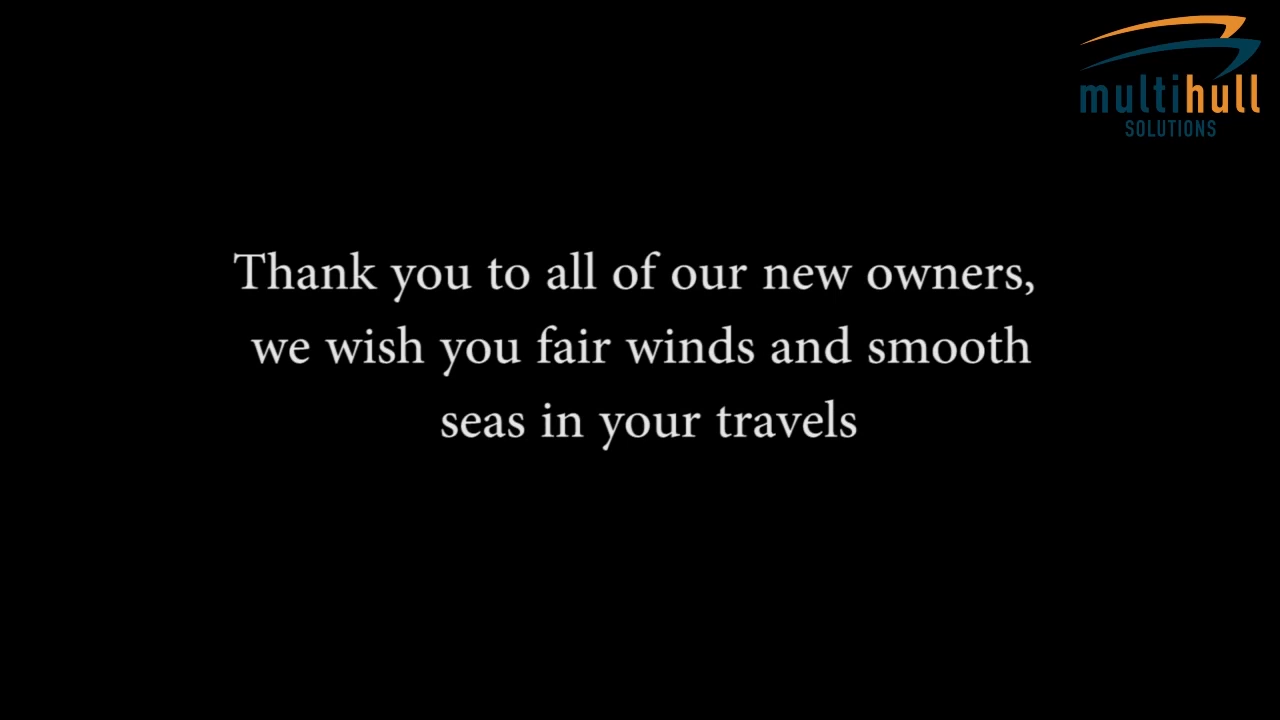 multihull
SOLUTIONS
Thank you to all of our new owners,
we wish you fair winds and smooth
seas in your travels